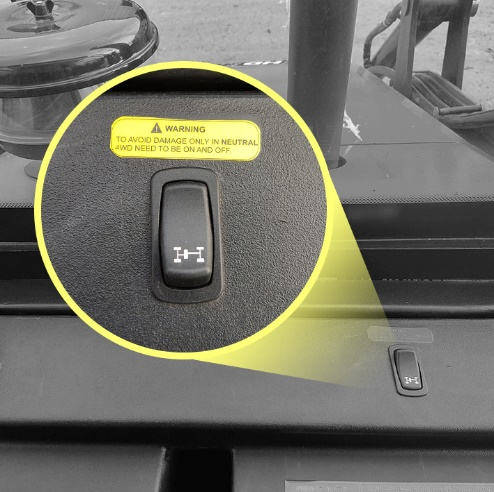 ⚠ WARNING
TO AVOID DAMAGE ONLY IN NEUTRAL
4WD NEED TO BE ON AND OFF.